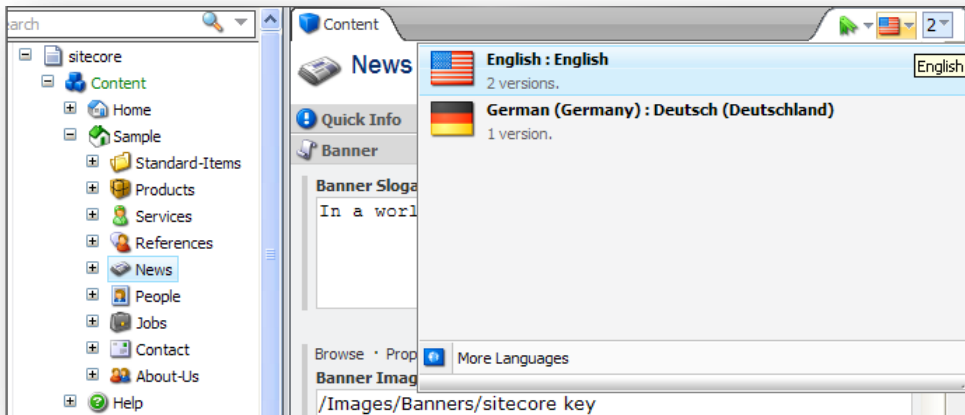 earch
sitecore
Content
Home
Sample
Standard-Items
Products
Services
References
News
People
Jobs
Contact
About-Us
Help
Content
2
News
Quick Info
Banner
Banner Sloga
In a worl
Browse · Prop
Banner Imag
/Images/Banners/sitecore key
English : English
2 versions.
English
German (Germany) : Deutsch (Deutschland)
1 version.
More Languages